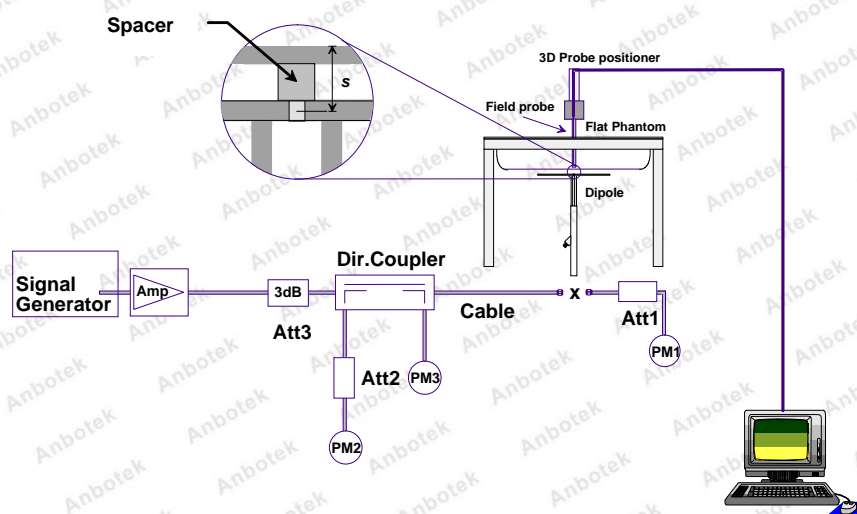 Spacer
s
3D Probe positioner
Field probe
Flat Phantom
Dipole
Signal
Generator
Amp
3dB
Att3
Dir.Coupler
Cable
x
Att1
PM1
Att2
PM3
PM2
Anbotek